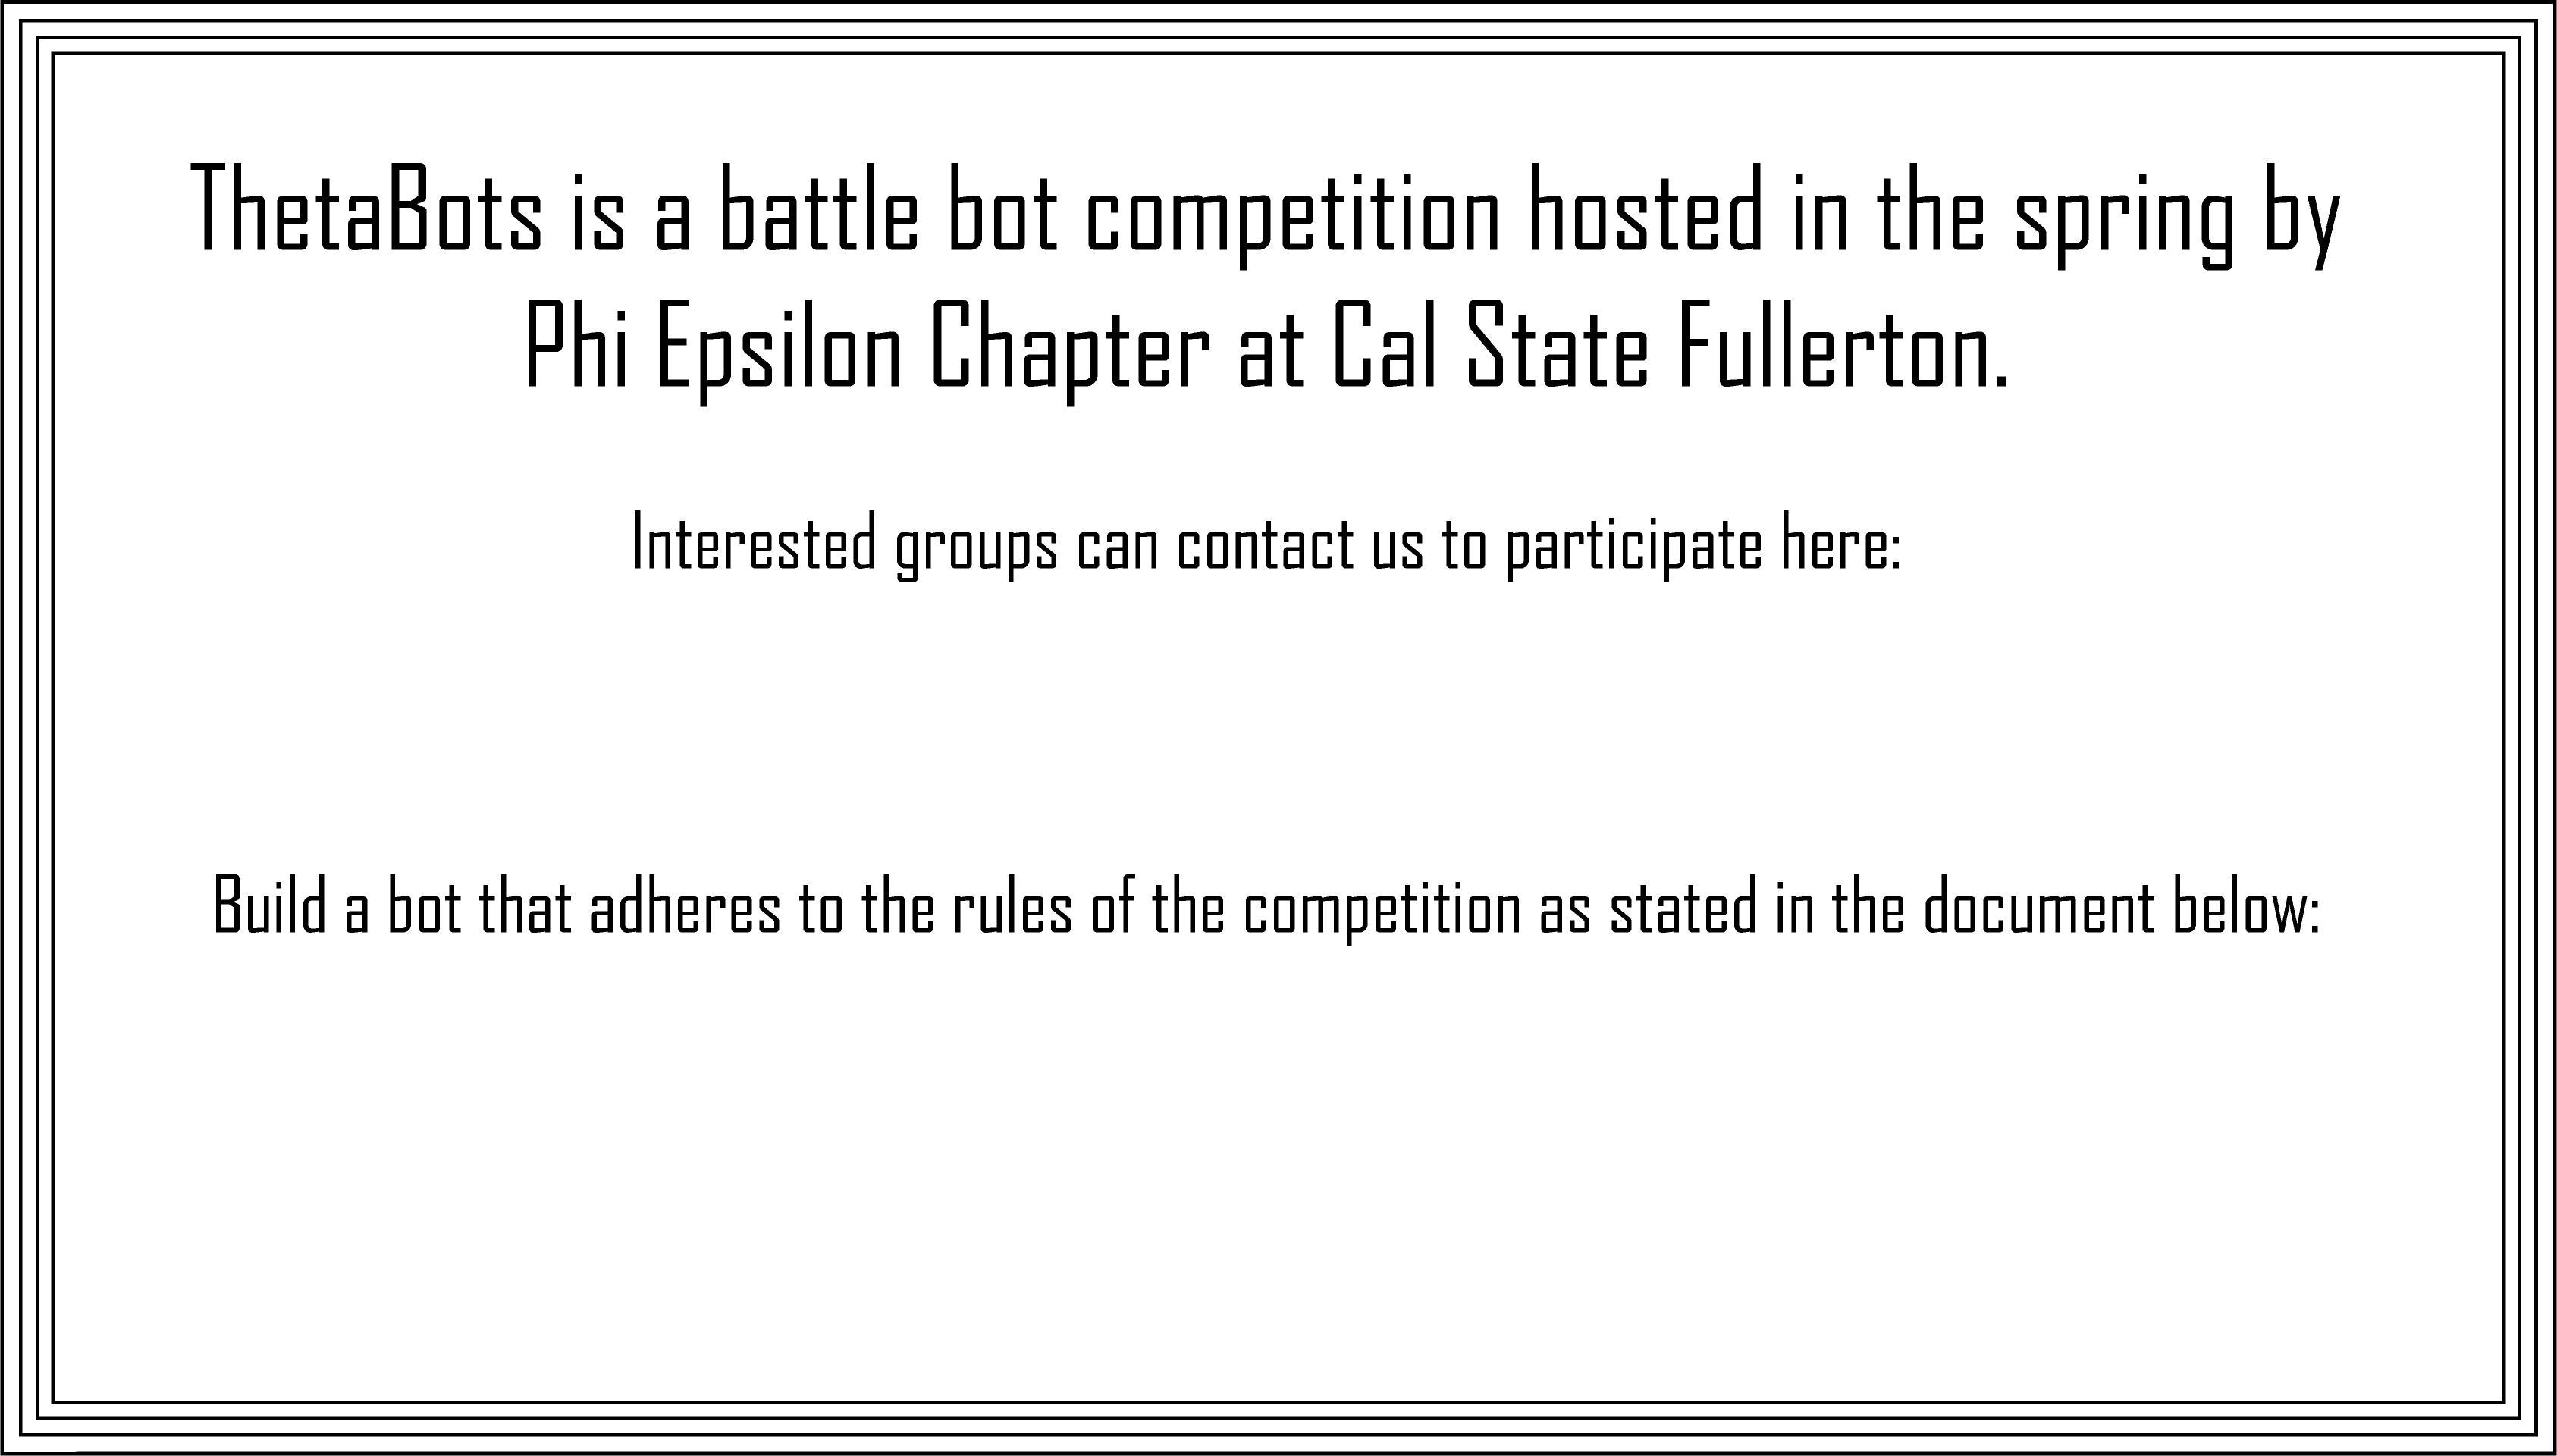 ThetaBots is a battle bot competition hosted in the spring by
Phi Epsilon Chapter at Cal State Fullerton.
Interested groups can contact us to participate here:
Build a bot that adheres to the rules of the competition as stated in the document below: